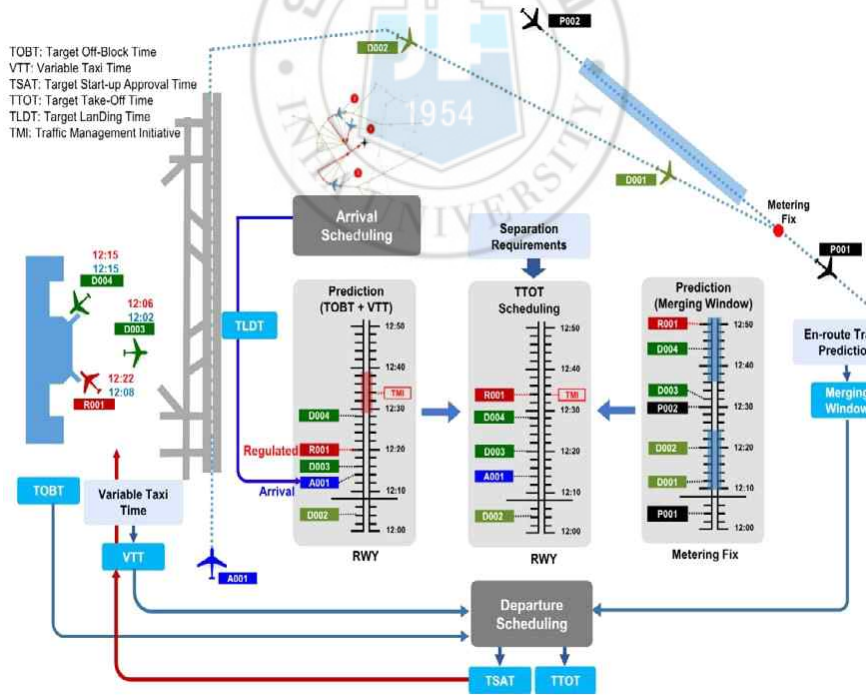 TOBT: Target Off-Block Time
VTT: Variable Taxi Time
TSAT: Target Start-up Approval Time
TTOT: Target Take-Off Time
TLDT: Target LanDing Time
TMI: Traffic Management Initiative
1954
UNIVERSITY
P002
D002
D001
Metering
Fix
P001
Arrival
Scheduling
Separation
Requirements
12:15
12:15
D004
12:06
12:02
D003
12:22
12:08
R001
TLDT
Prediction
(TOBT + VTT)
12:50
12:40
TMI
12:30
D004
Regulated
R001
12:20
D003
Arrival
A001
12:10
D002
12:00
RWY
TTOT
Scheduling
12:50
12:40
R001
TMI
12:30
D004
D003
12:20
A001
12:10
D002
12:00
RWY
Prediction
(Merging Window)
R001
12:50
D004
12:40
D003
P002
12:30
D002
12:20
D001
12:10
P001
12:00
Metering Fix
En-route Tra
Prediction
Merging
Window
TOBT
Variable Taxi
Time
VTT
A001
Departure
Scheduling
TSAT
TTOT